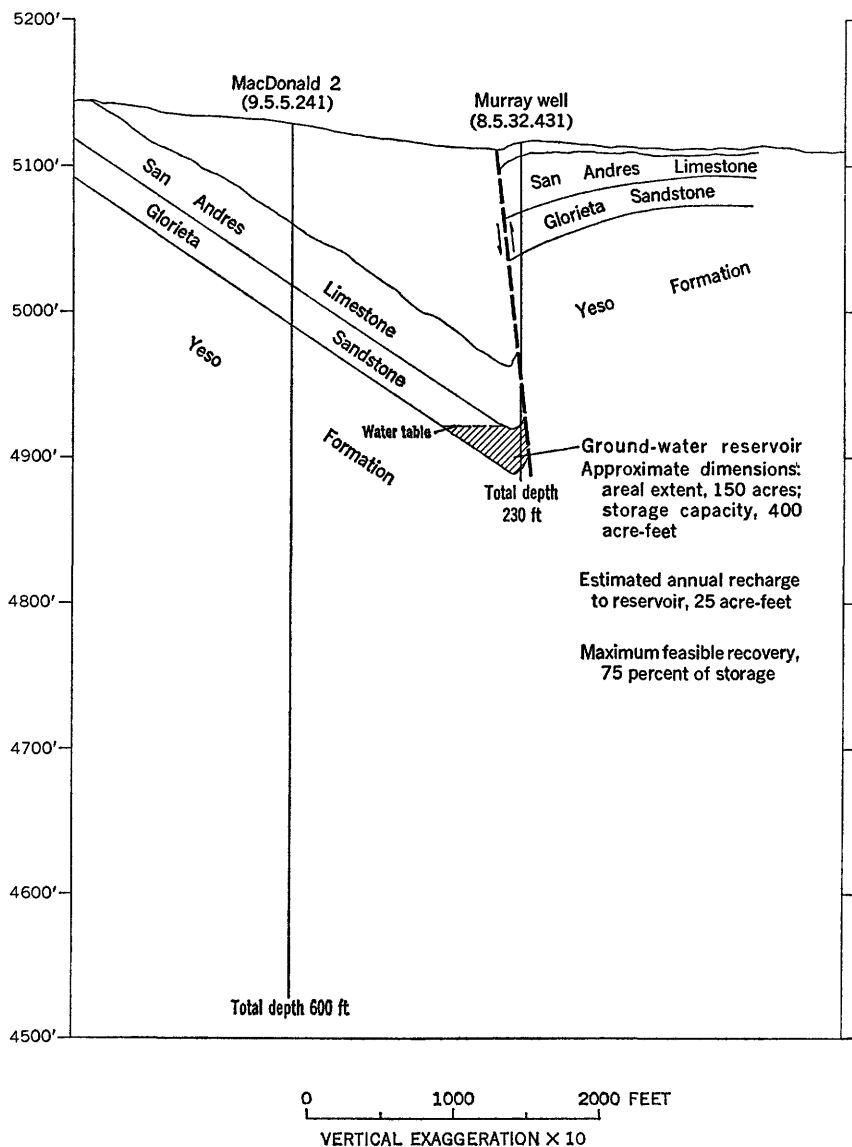 5200'
MacDonald 2
(9.5.5.241)
Murray well
(8.5.32.431)
5100'
San Andres Limestone
Glorieta Sandstone
Yeso Formation
San Andres Limestone
Glorieta Sandstone
5000'
Yeso Formation
4900'
Water table
Ground-water reservoir
Approximate dimensions:
areal extent, 150 acres;
storage capacity, 400
acre-feet
Total depth
230 ft
4800'
Estimated annual recharge
to reservoir, 25 acre-feet
Maximum feasible recovery,
75 percent of storage
4700'
4600'
Total depth 600 ft
4500'
0 1000 2000 FEET
VERTICAL EXAGGERATION × 10